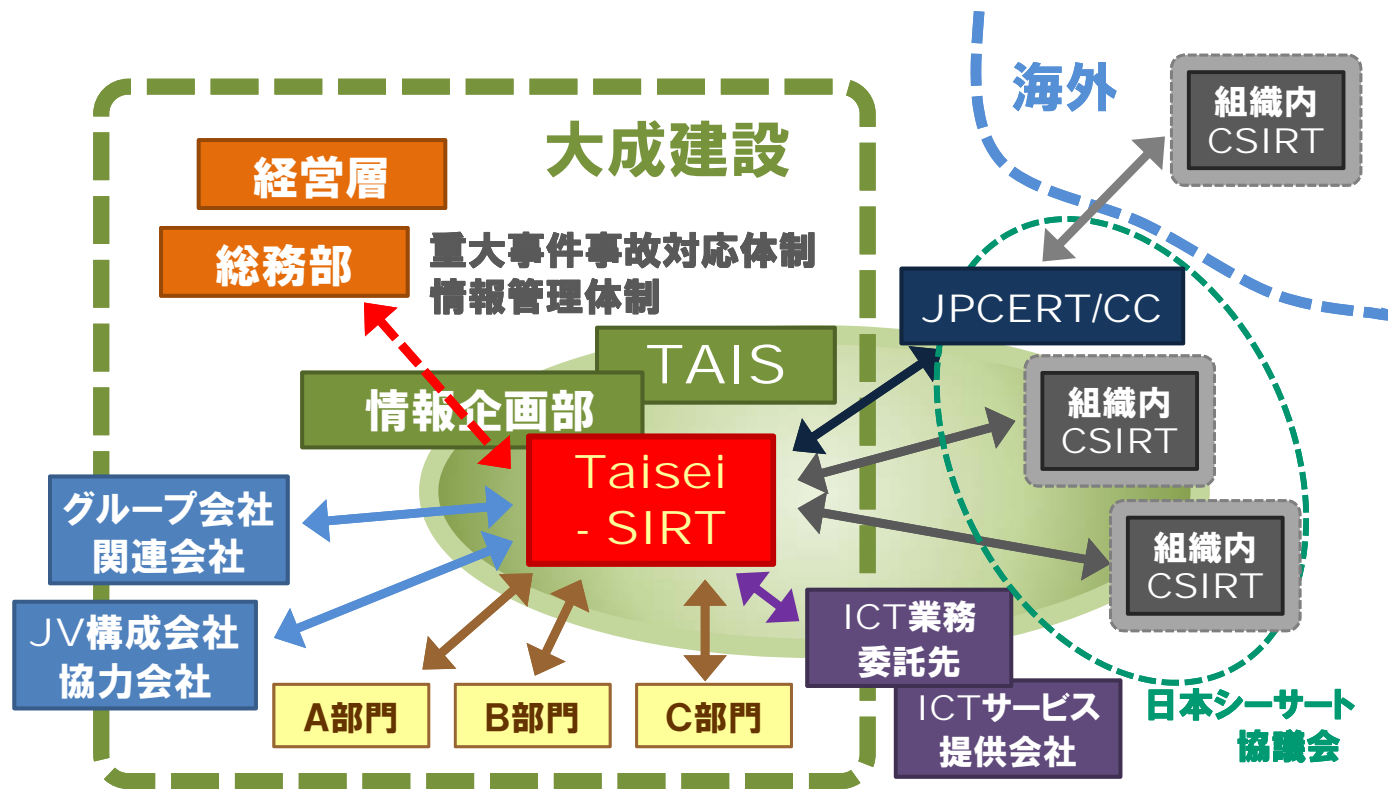 海外
組織内
CSIRT
大成建設
経営層
総務部
重大事件事故対応体制
情報管理体制
JPCERT/CC
TAIS
情報企画部
組織内
CSIRT
Taisei
- SIRT
グループ会社
関連会社
組織内
CSIRT
JV構成会社
協力会社
ICT業務
委託先
A部門
B部門
C部門
ICTサービス
提供会社
日本シーサート
協議会